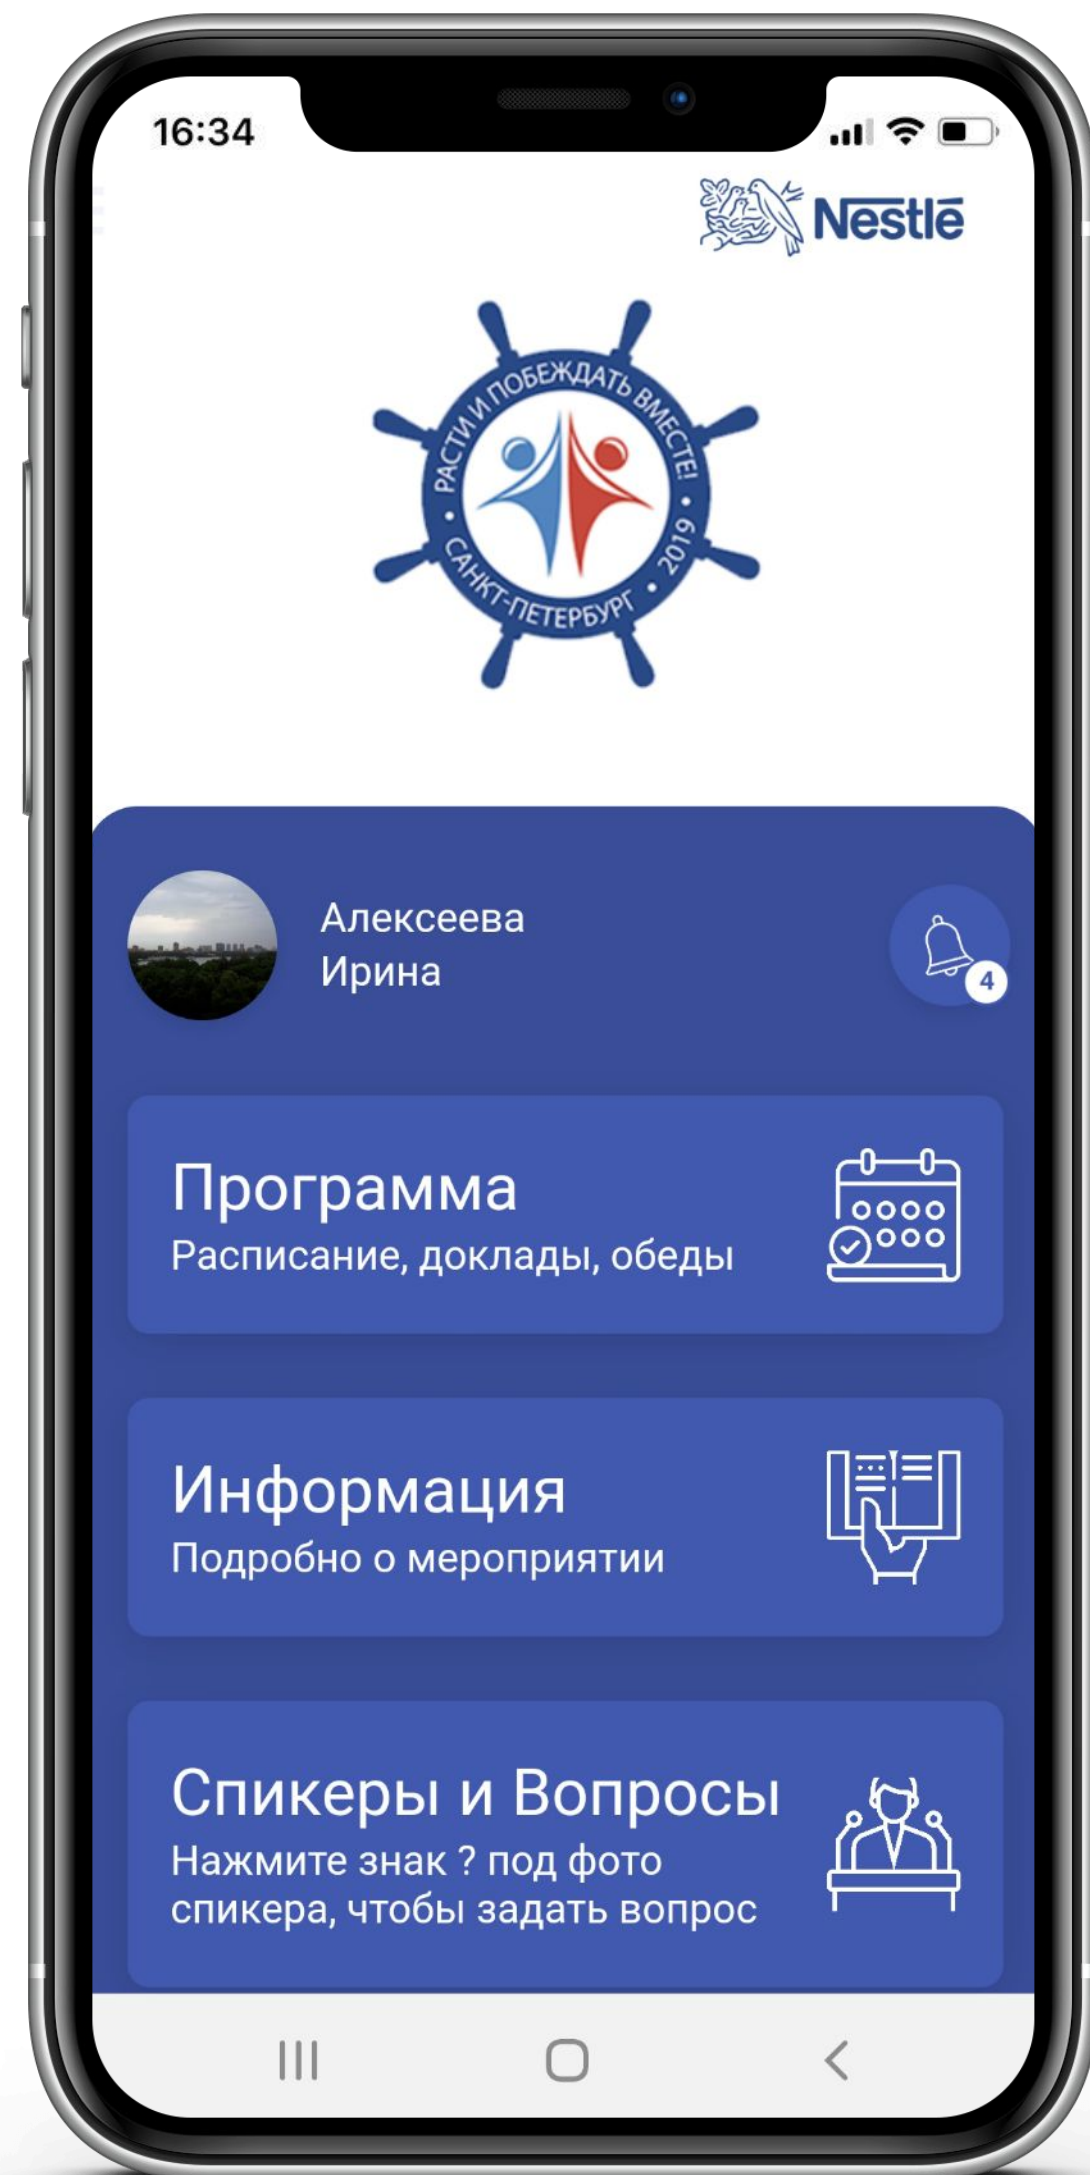 16:34
Nestlē
РАСТИ И ПОБЕЖДАТЬ ВМЕСТЕ!
• САНКТ-ПЕТЕРБУРГ • 2019 •
Алексеева
Ирина
4
Программа
Расписание, доклады, обеды
Информация
Подробно о мероприятии
Спикеры и Вопросы
Нажмите знак ? под фото
спикера, чтобы задать вопрос